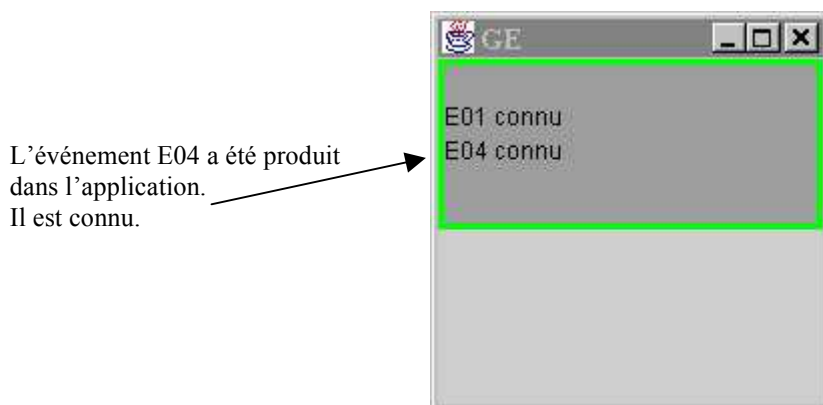 GE
E01 connu
E04 connu
L'événement E04 a été produit
dans l'application.
Il est connu.